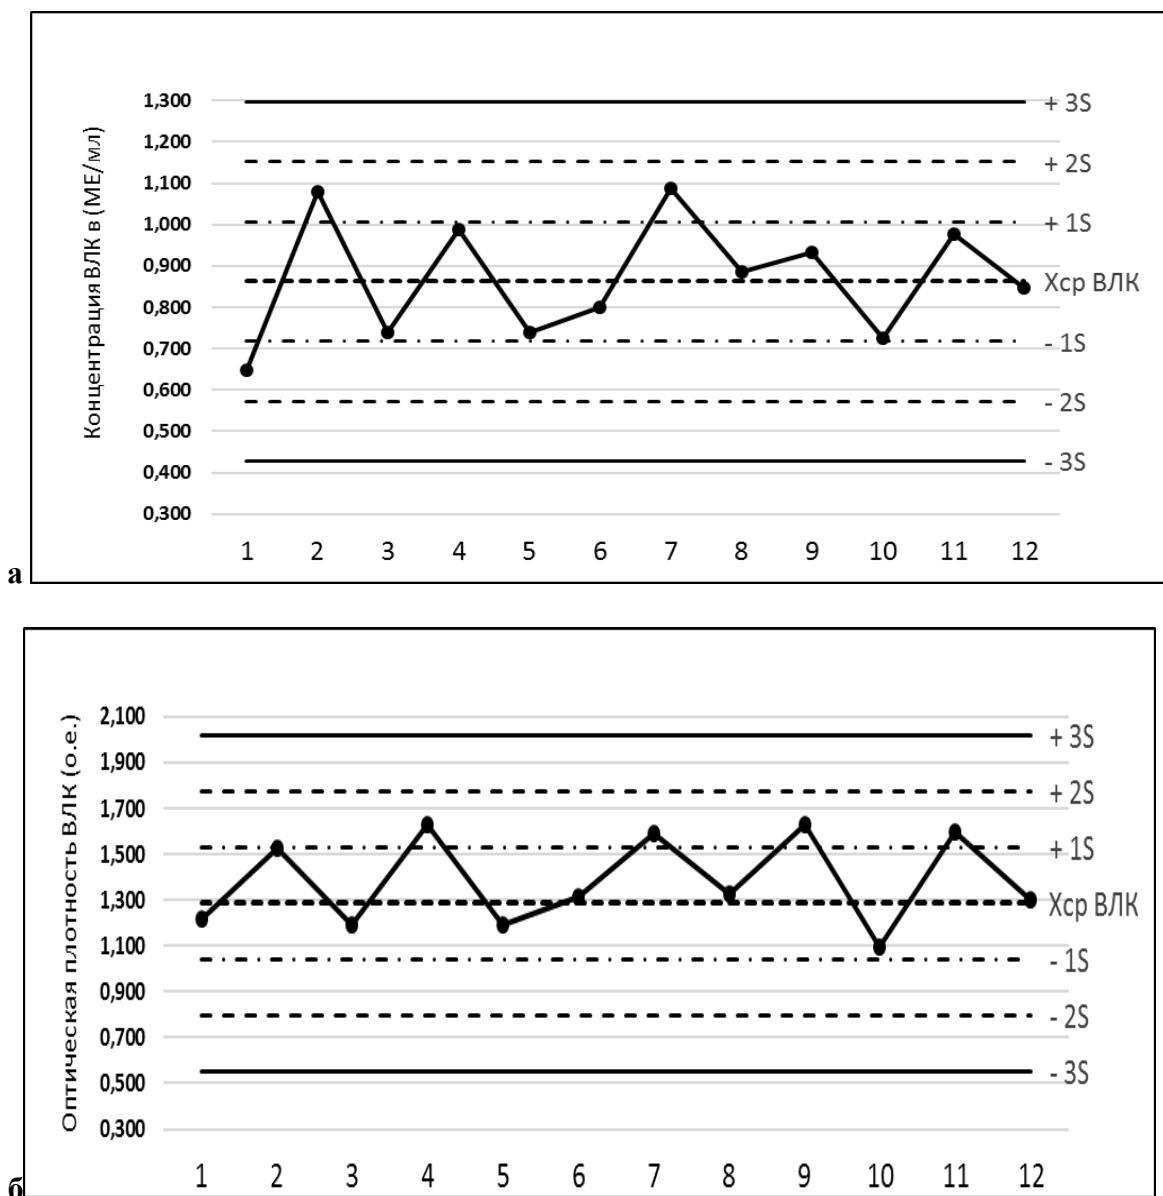 Концентрация ВЛК в (МЕ/мл)
1,300
1,200
1,100
1,000
0,900
0,800
0,700
0,600
0,500
0,400
0,300
+ 3S
+ 2S
+ 1S
Хср ВЛК
- 1S
- 2S
- 3S
1 2 3 4 5 6 7 8 9 10 11 12
а
Оптическая плотность ВЛК (о.е.)
2,100
1,900
1,700
1,500
1,300
1,100
0,900
0,700
0,500
0,300
+ 3S
+ 2S
+ 1S
Хср ВЛК
- 1S
- 2S
- 3S
1 2 3 4 5 6 7 8 9 10 11 12
б